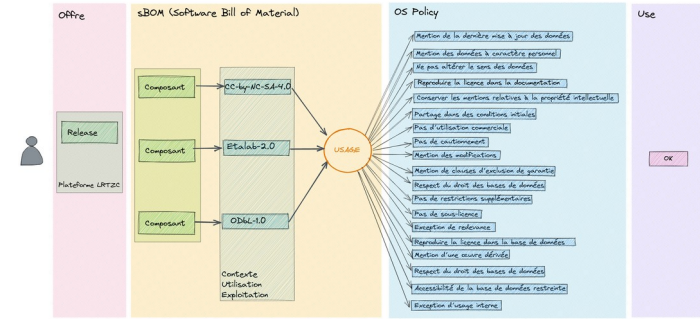 Offre
sBOM (Software Bill of Material)
OS Policy
Use
Release
Plateforme LRTZC
Composant
Composant
Composant
CC-by-NC-SA-4.0
Etalab-2.0
ODbL-1.0
Contexte
Utilisation
Exploitation
USAGE
Mention de la dernière mise à jour des données
Mention des données à caractère personnel
Ne pas altérer le sens des données
Reproduire la licence dans la documentation
Conserver les mentions relatives à la propriété intellectuelle
Partage dans des conditions initiales
Pas d'utilisation commerciale
Pas de cautionnement
Mention des modifications
Mention de clauses d'exclusion de garantie
Respect du droit des bases de données
Pas de restrictions supplémentaires
Pas de sous-licence
Exception de redevance
Reproduire la licence dans la base de données
Mention d'une œuvre dérivée
Respect du droit des bases de données
Accessibilité de la base de données restreinte
Exception d'usage interne
OK